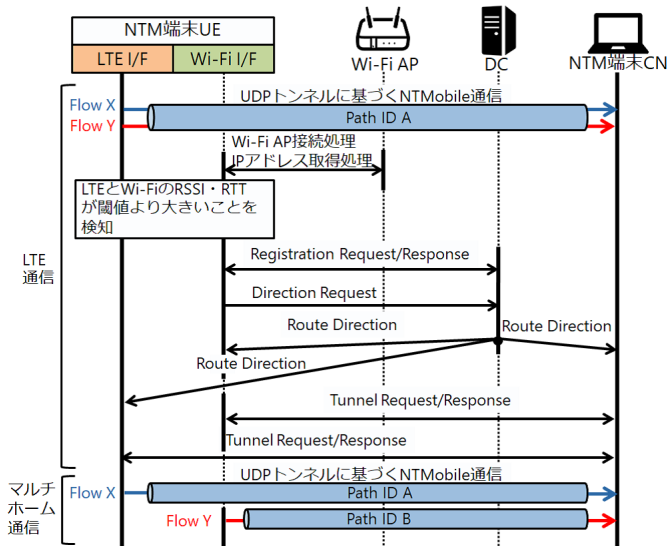 NTM端末UE
LTE I/F
Wi-Fi I/F
Wi-Fi AP
DC
NTM端末CN
UDPトンネルに基づくNTMobile通信
Flow X
Path ID A
Flow Y
Wi-Fi AP接続処理
IPアドレス取得処理
LTEとWi-FiのRSSI・RTT
が閾値より大きいことを
検知
LTE
通信
Registration Request/Response
Direction Request
Route Direction
Route Direction
Route Direction
Tunnel Request/Response
Tunnel Request/Response
UDPトンネルに基づくNTMobile通信
マルチ
ホーム
通信
Flow X
Path ID A
Flow Y
Path ID B